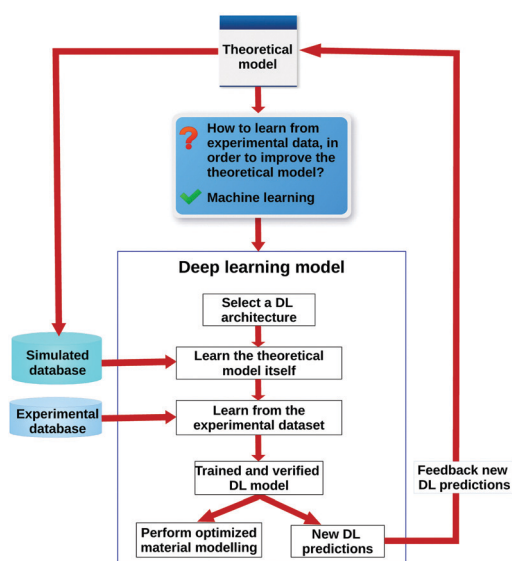 Theoretical
model
How to learn from
experimental data, in
order to improve the
theoretical model?
Machine learning
Deep learning model
Select a DL
architecture
Simulated
database
Learn the theoretical
model itself
Experimental
database
Learn from the
experimental dataset
Trained and verified
DL model
Feedback new
DL predictions
Perform optimized
material modelling
New DL
predictions